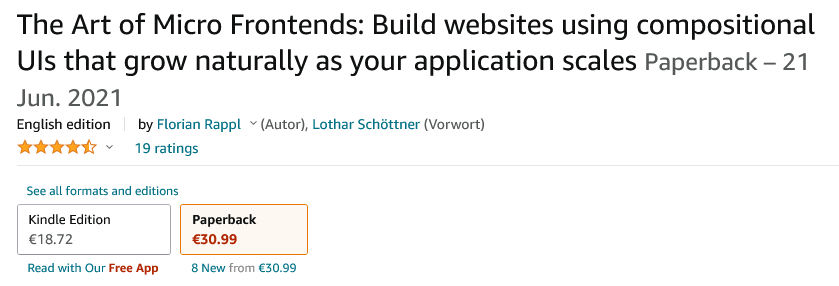 The Art of Micro Frontends: Build websites using compositional
UIs that grow naturally as your application scales Paperback – 21
Jun. 2021
English edition by Florian Rappl (Autor), Lothar Schöttner (Vorwort)
19 ratings
See all formats and editions
Kindle Edition Paperback
€18.72 €30.99
Read with Our Free App 8 New from €30.99